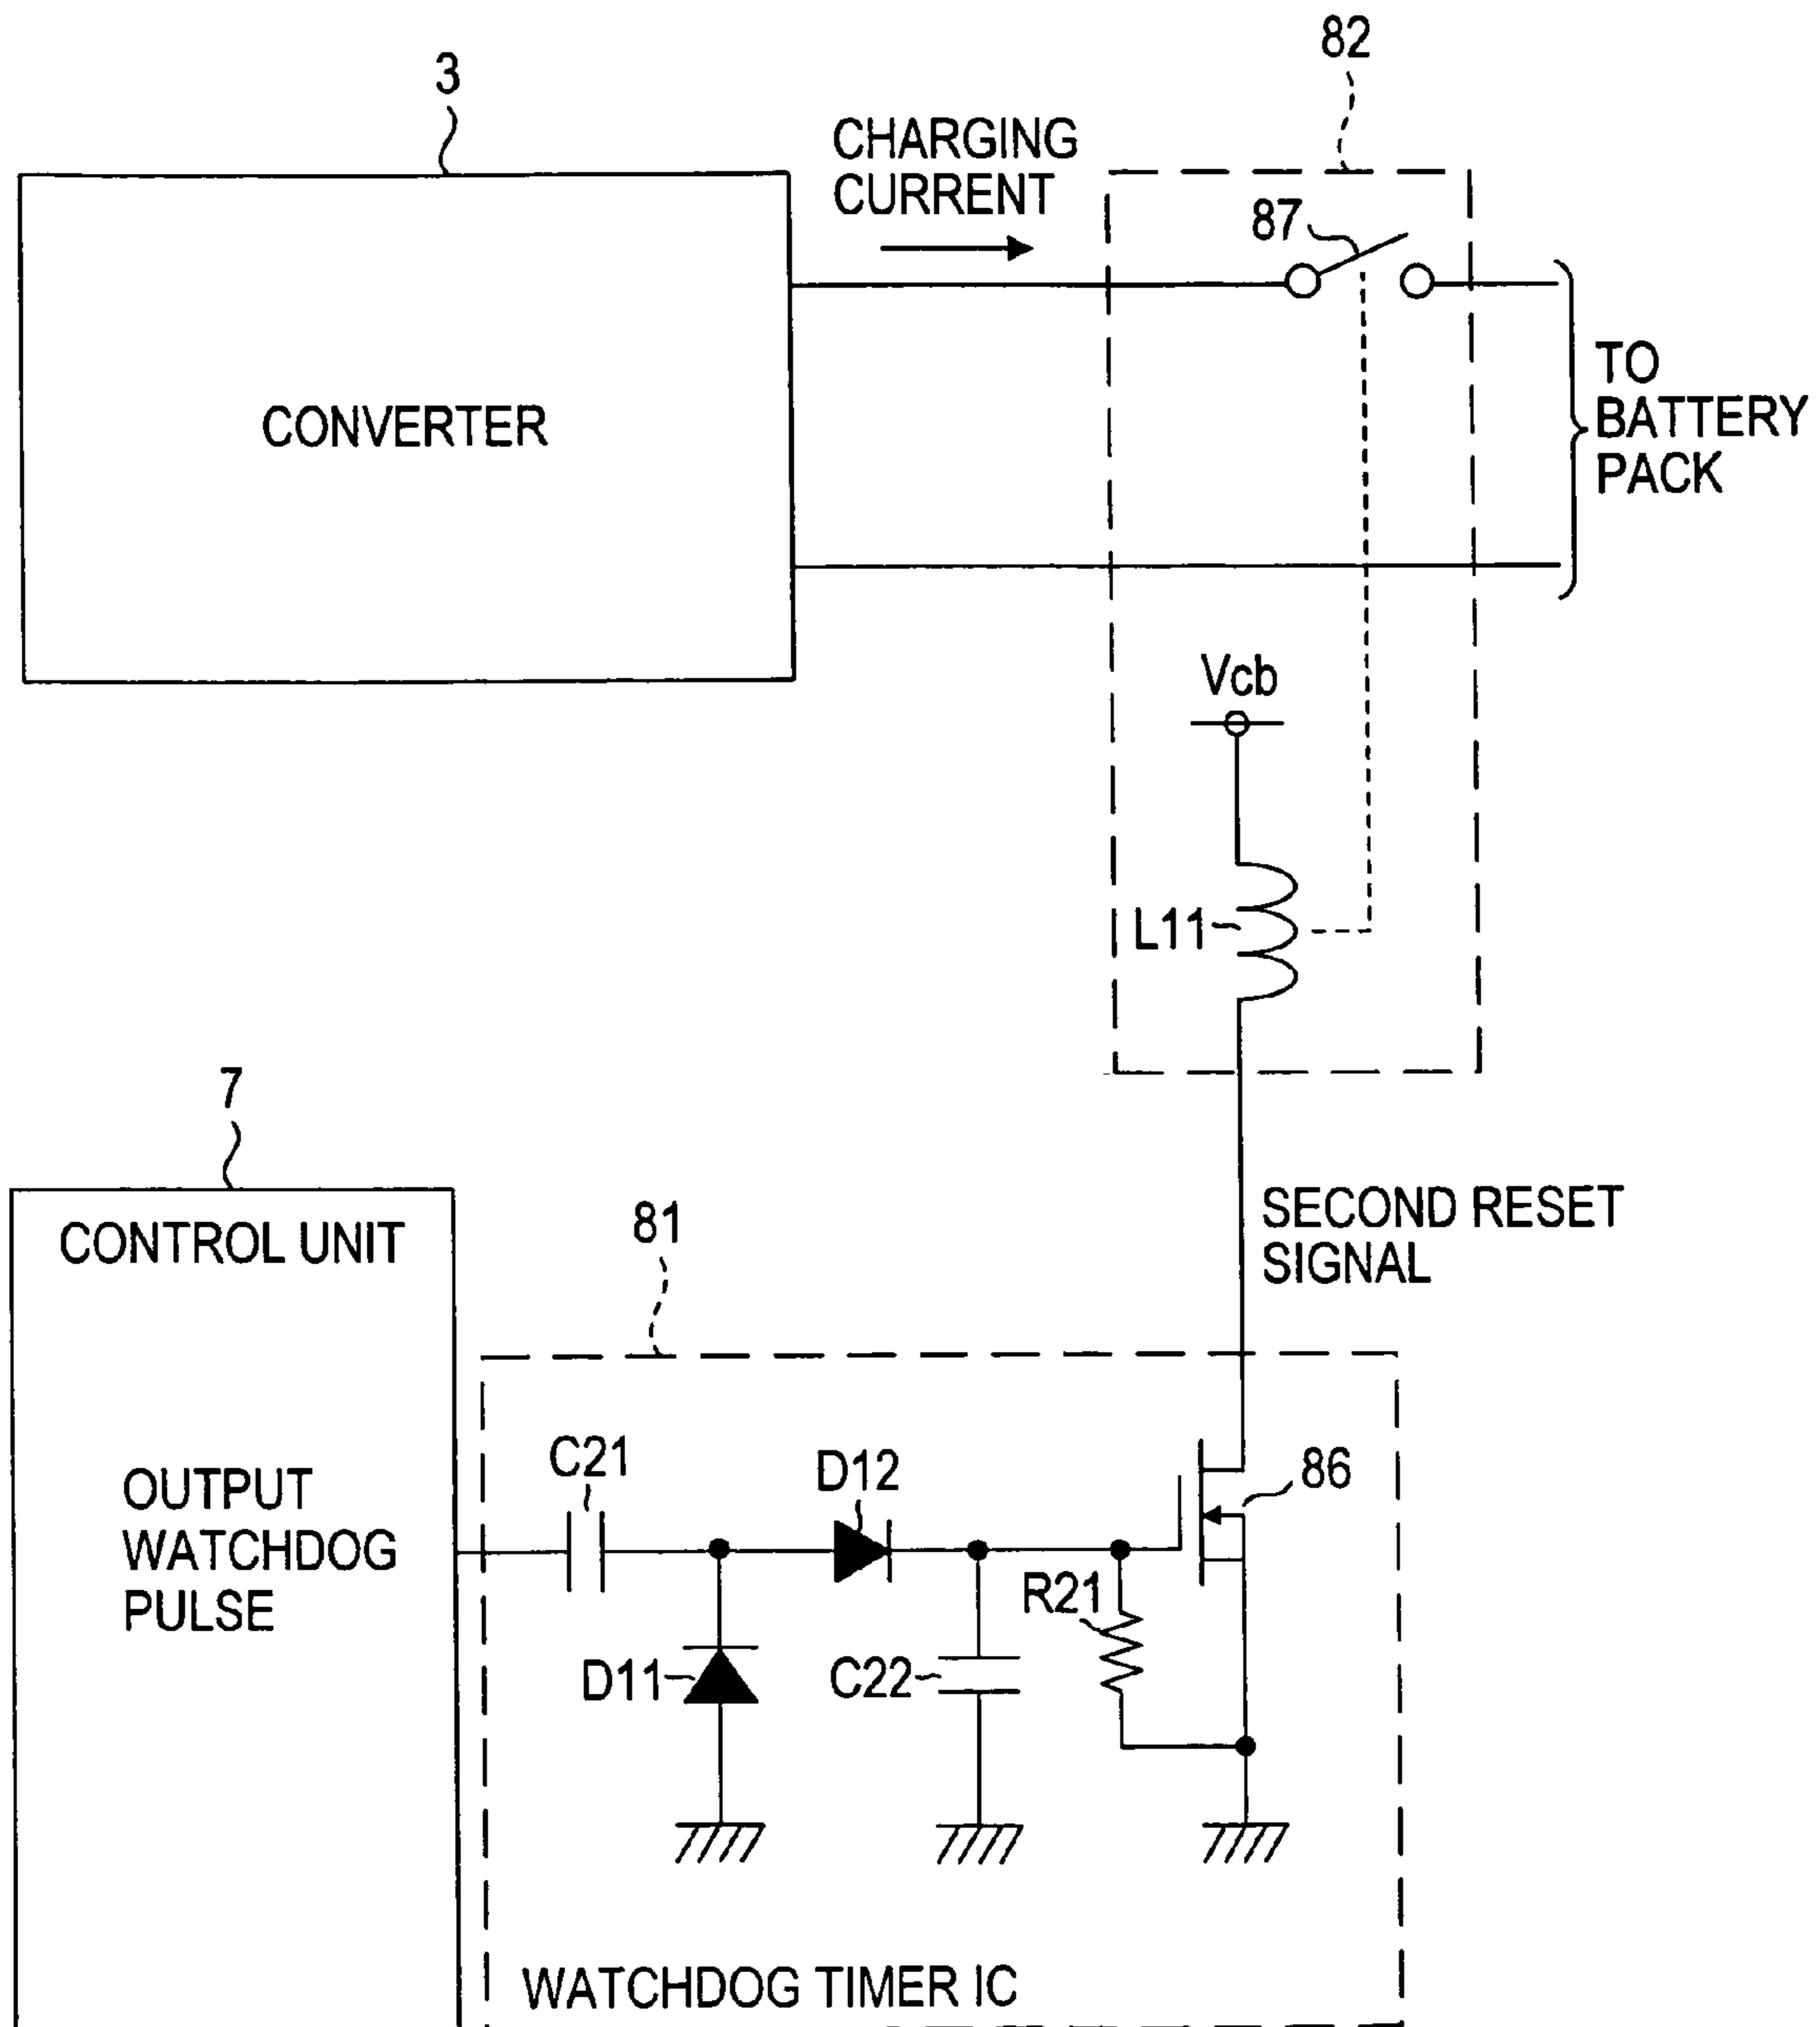 82
3
CHARGING
CURRENT
87
CONVERTER
TO
BATTERY
PACK
Vcb
L11
7
SECOND RESET
SIGNAL
CONTROL UNIT
81
C21
D12
86
OUTPUT
WATCHDOG
PULSE
R21
D11
C22
WATCHDOG TIMER IC